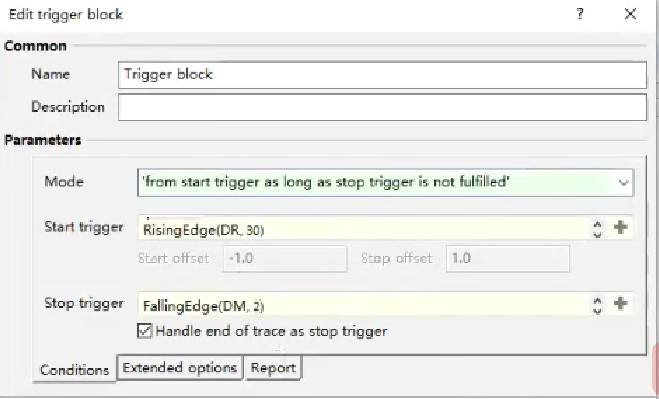 Edit trigger block ? ×
Common
Name Trigger block
Description
Parameters
Mode 'from start trigger as long as stop trigger is not fulfilled'
Start trigger RisingEdge(DR, 30)
Start offset -1.0 Stop offset 1.0
Stop trigger FallingEdge(DM, 2)
Handle end of trace as stop trigger
Conditions Extended options Report